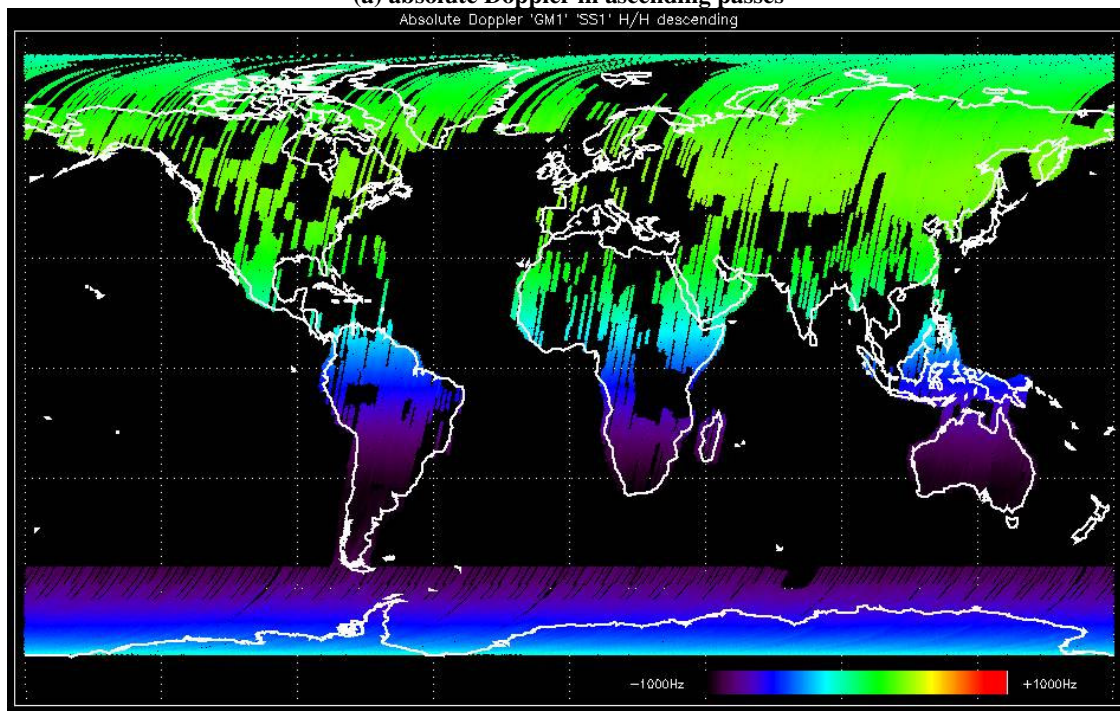 (a) absolute Doppler in ascending passes
Absolute Doppler 'GM1' 'SS1' H/H descending
-1000Hz
+1000Hz